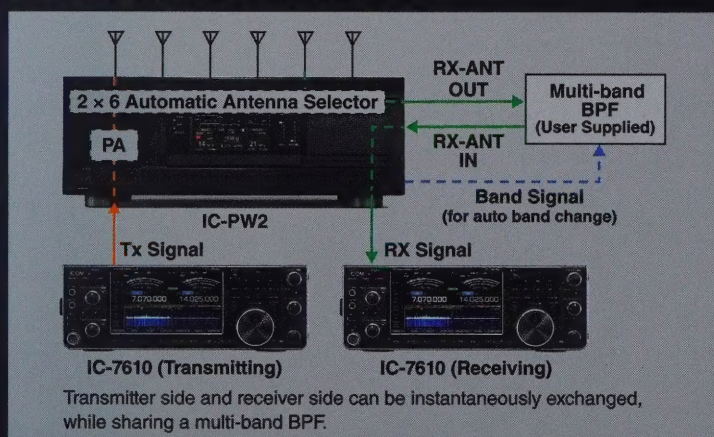 RX-ANT
OUT
2 × 6 Automatic Antenna Selector
Multi-band
BPF
(User Supplied)
PA
RX-ANT
IN
Band Signal
(for auto band change)
IC-PW2
Tx Signal
RX Signal
ICOM
7.070.000 14.025.000
7.070.000 14.025.000
IC-7610 (Transmitting)
IC-7610 (Receiving)
Transmitter side and receiver side can be instantaneously exchanged,
while sharing a multi-band BPF.